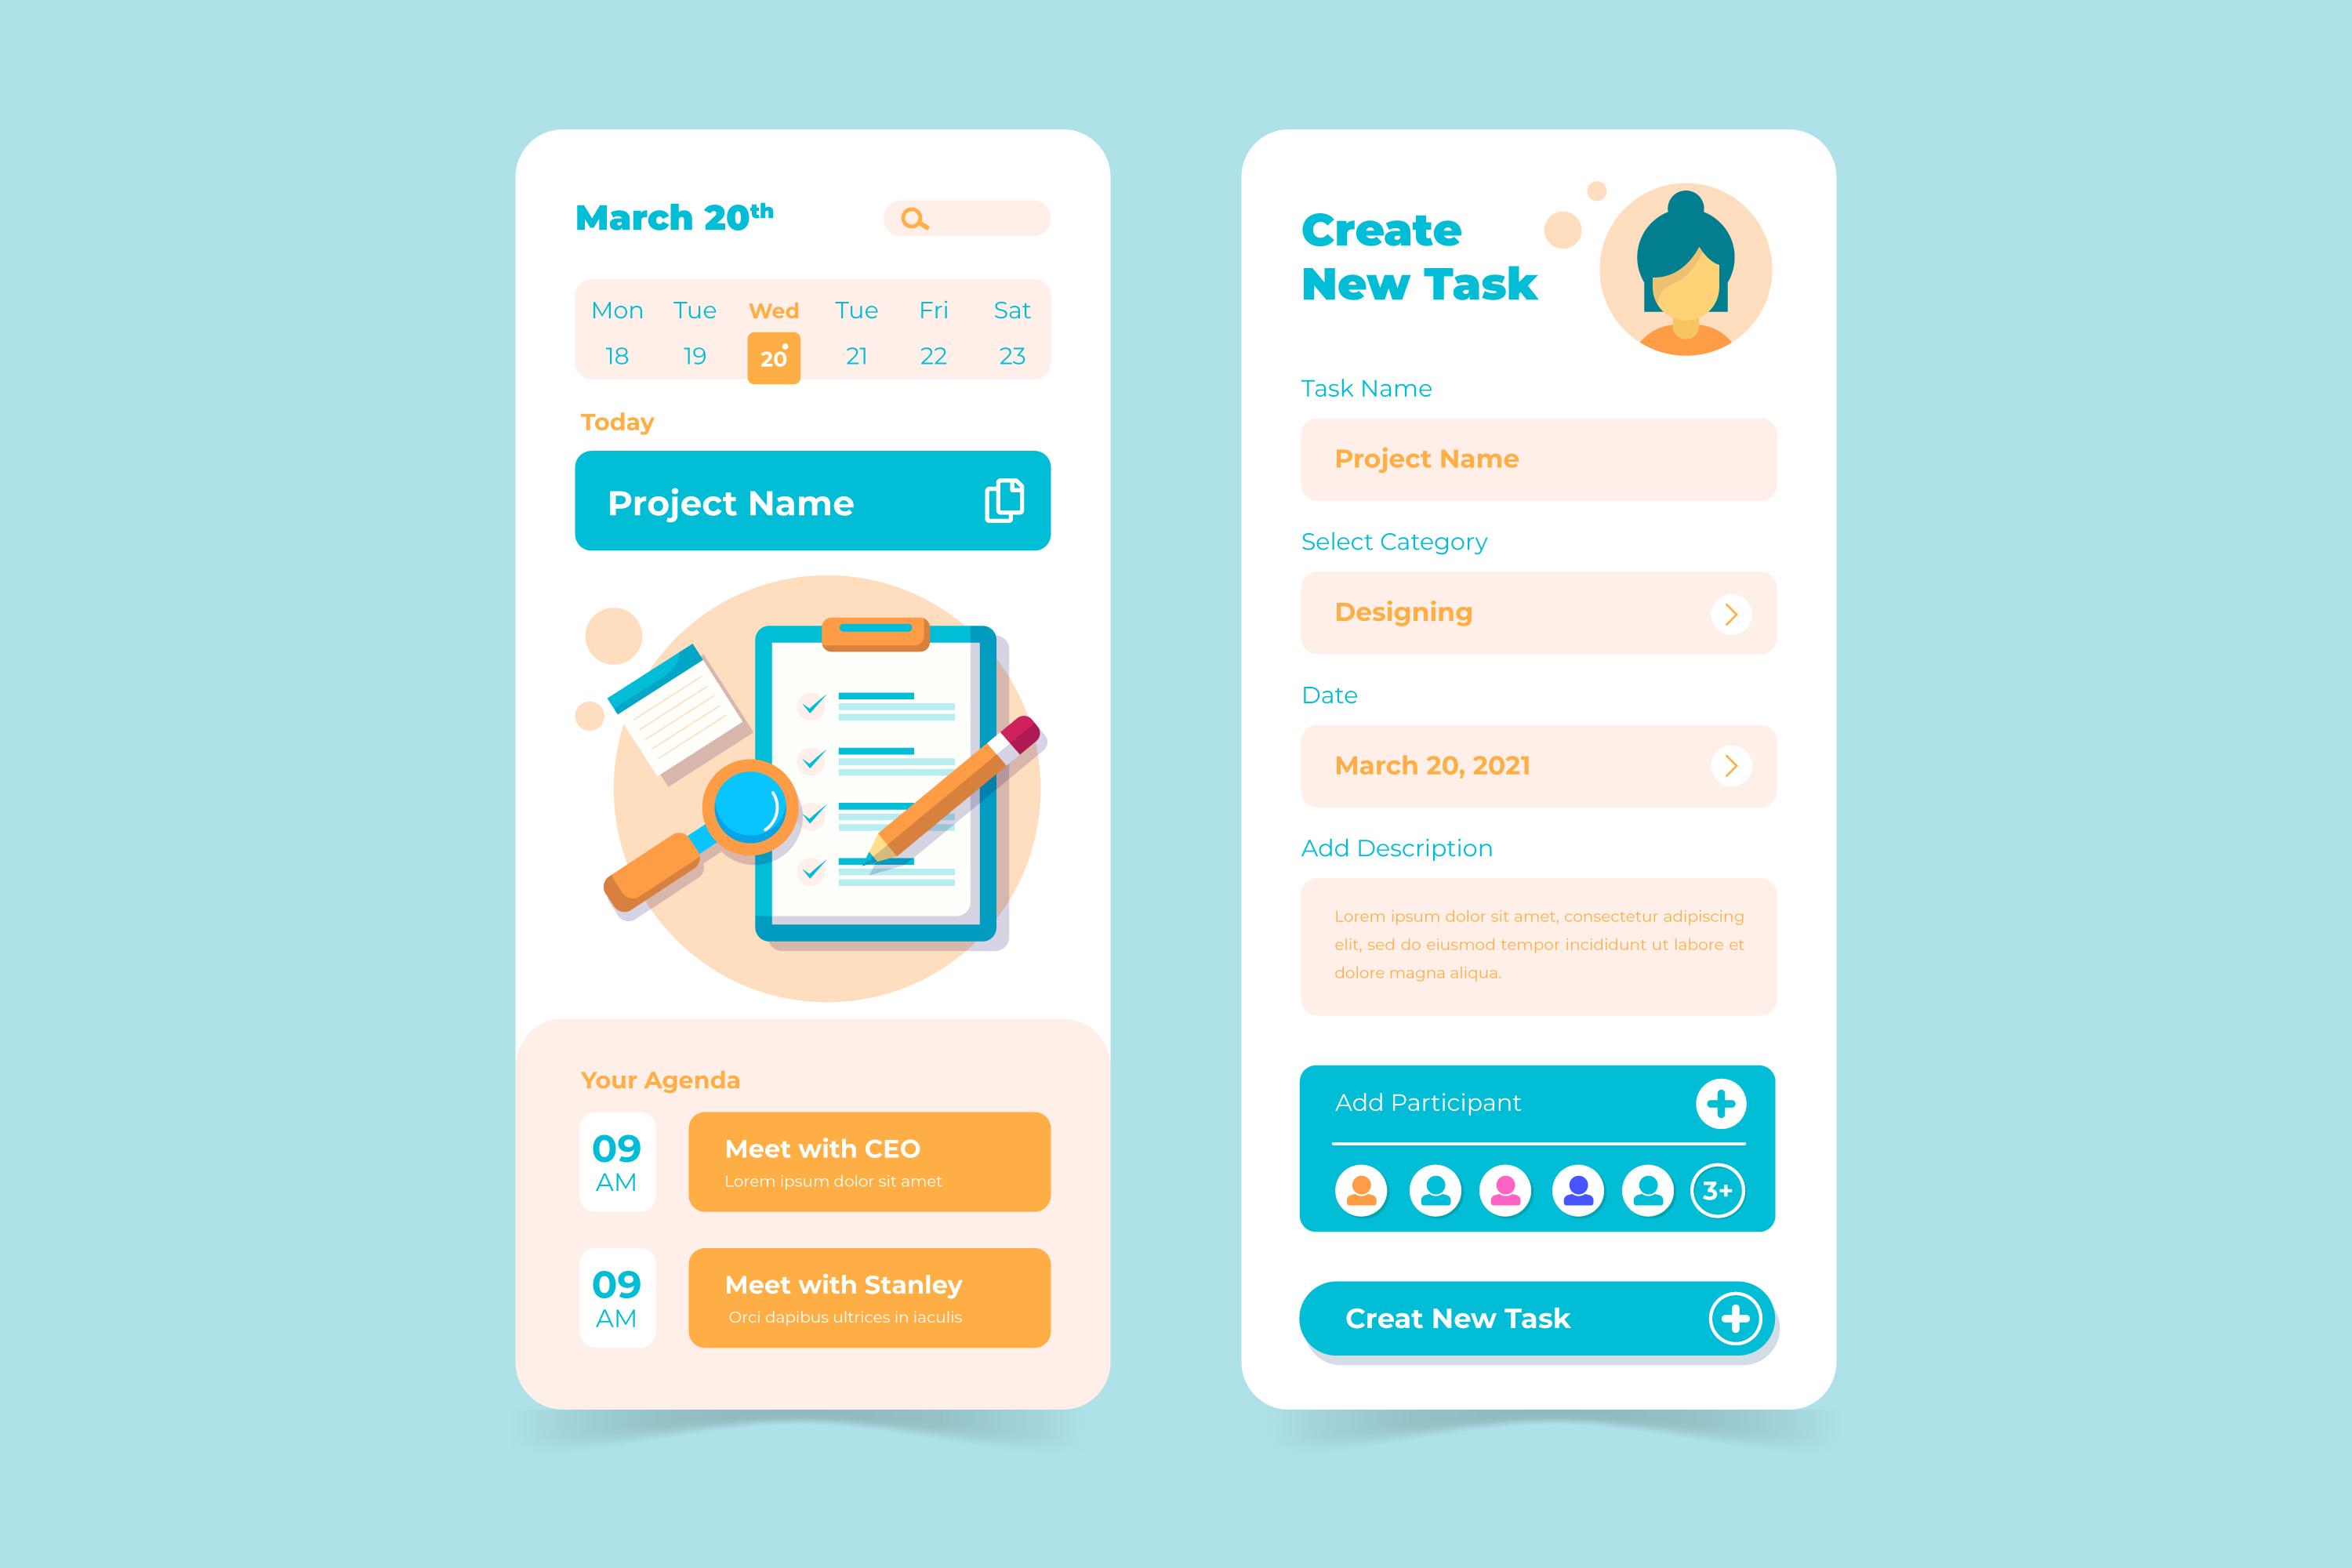 March 20th
Mon Tue Wed Tue Fri Sat
18 19 20 21 22 23
Today
Project Name
Your Agenda
09 AM
Meet with CEO
Lorem ipsum dolor sit amet
09 AM
Meet with Stanley
Orci dapibus ultrices in iaculis
Create
New Task
Task Name
Project Name
Select Category
Designing
Date
March 20, 2021
Add Description
Lorem ipsum dolor sit amet, consectetur adipiscing
elit, sed do eiusmod tempor incididunt ut labore et
dolore magna aliqua.
Add Participant
3+
Creat New Task